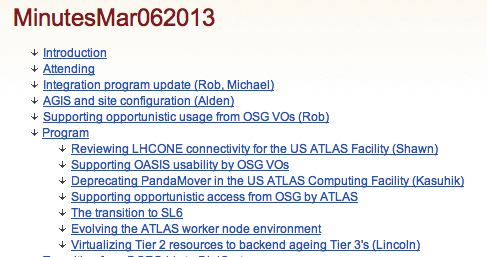 MinutesMar062013
Introduction
Attending
Integration program update (Rob, Michael)
AGIS and site configuration (Alden)
Supporting opportunistic usage from OSG VOs (Rob)
Program
Reviewing LHCONE connectivity for the US ATLAS Facility (Shawn)
Supporting OASIS usability by OSG VOs
Deprecating PandaMover in the US ATLAS Computing Facility (Kasuhik)
Supporting opportunistic access from OSG by ATLAS
The transition to SL6
Evolving the ATLAS worker node environment
Virtualizing Tier 2 resources to backend ageing Tier 3's (Lincoln)